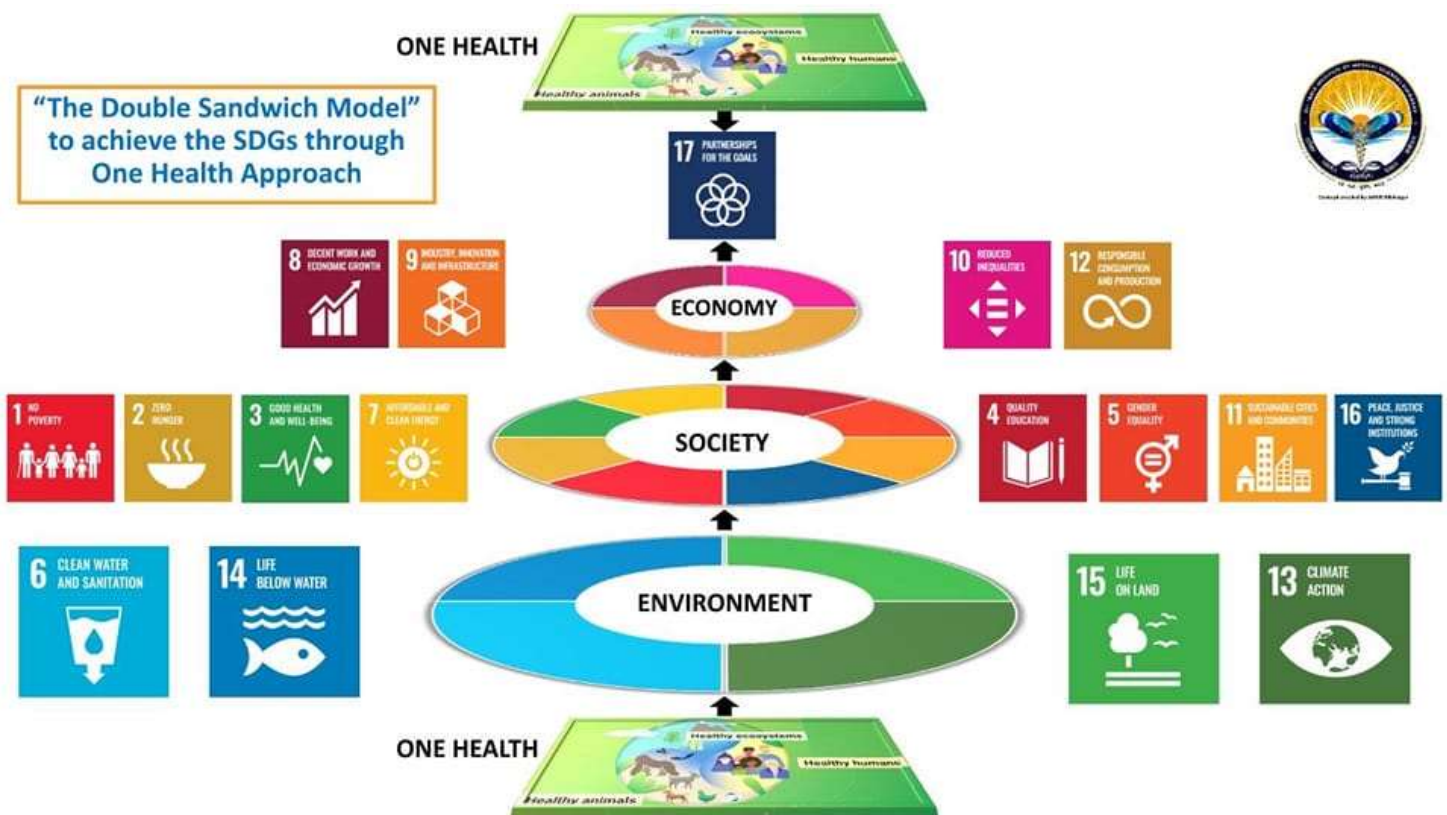 ONE HEALTH
Healthy ecosystems
Healthy humans
Healthy animals
"The Double Sandwich Model"
to achieve the SDGs through
One Health Approach
17 PARTNERSHIPS
FOR THE GOALS
8 DECENT WORK AND
ECONOMIC GROWTH
9 INDUSTRY, INNOVATION
AND INFRASTRUCTURE
ECONOMY
10 REDUCED
INEQUALITIES
12 RESPONSIBLE
CONSUMPTION
AND PRODUCTION
1 NO
POVERTY
2 ZERO
HUNGER
3 GOOD HEALTH
AND WELL-BEING
7 AFFORDABLE AND
CLEAN ENERGY
SOCIETY
4 QUALITY
EDUCATION
5 GENDER
EQUALITY
11 SUSTAINABLE CITIES
AND COMMUNITIES
16 PEACE, JUSTICE
AND STRONG
INSTITUTIONS
6 CLEAN WATER
AND SANITATION
14 LIFE
BELOW WATER
ENVIRONMENT
15 LIFE
ON LAND
13 CLIMATE
ACTION
ONE HEALTH
Healthy ecosystems
Healthy humans
Healthy animals